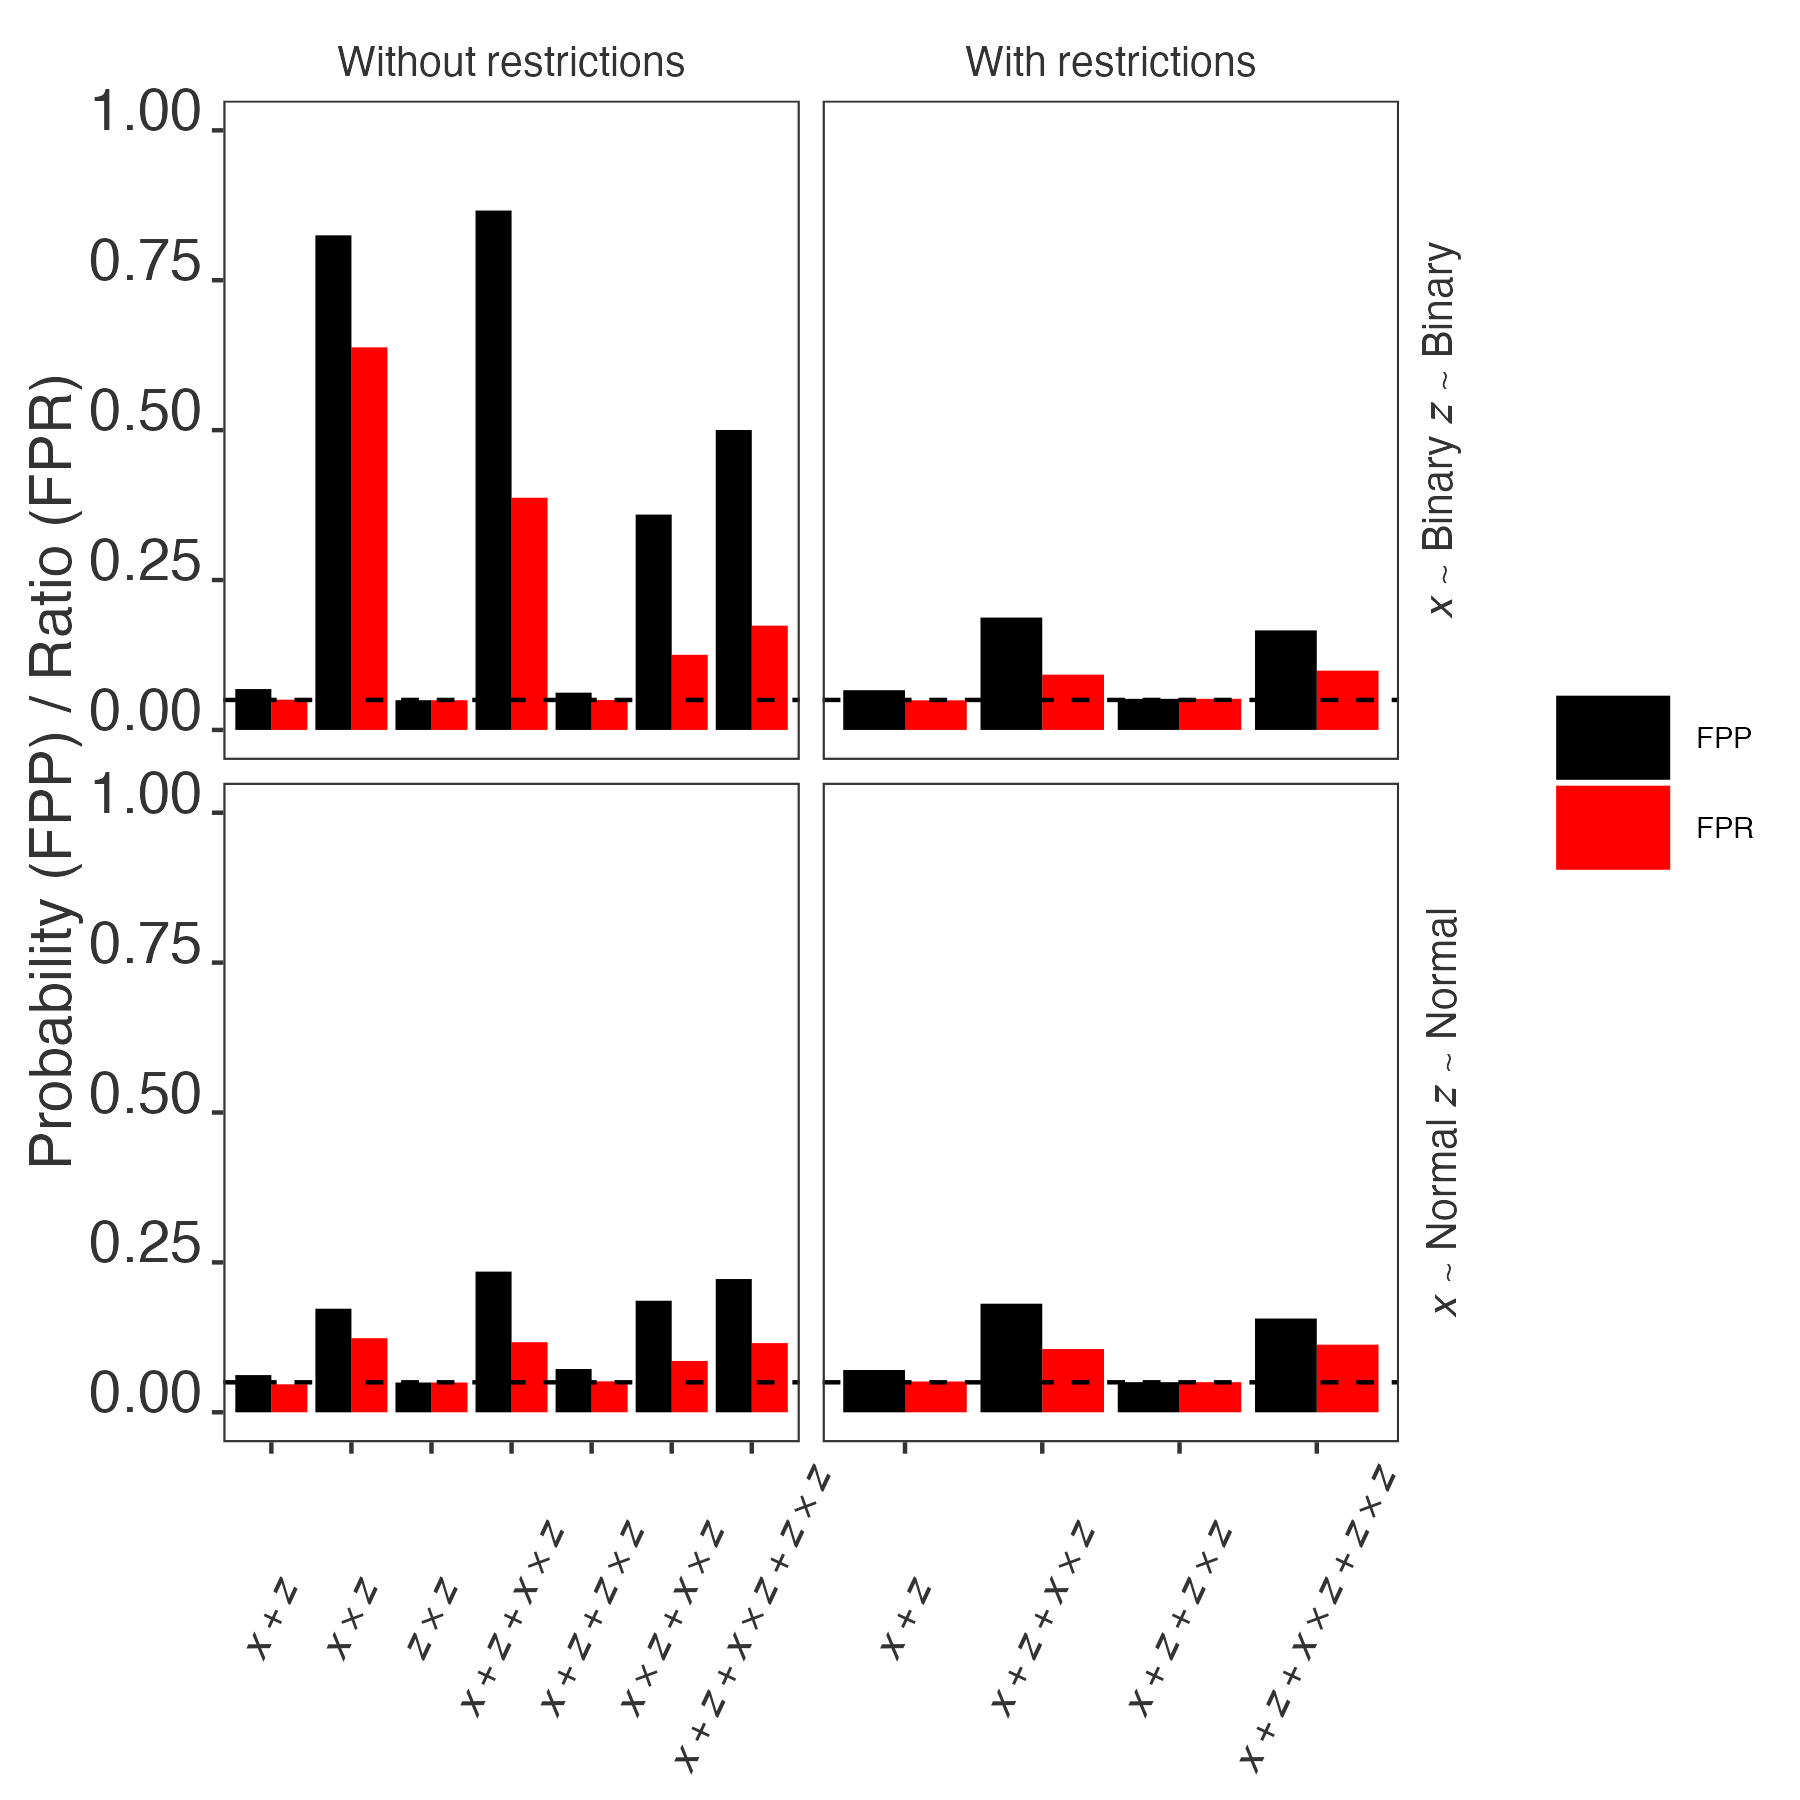 Without restrictions
With restrictions
Probability (FPP) / Ratio (FPR)
1.00
0.75
0.50
0.25
0.00
x ~ Binary z ~ Binary
1.00
0.75
0.50
0.25
0.00
x ~ Normal z ~ Normal
FPP
FPR
x + z
x × z
z × z
x + z + x × z
x + z + z × z
x × z + x × z
x + z + x × z + z × z
x + z
x + z + x × z
x + z + z × z
x + z + x × z + z × z